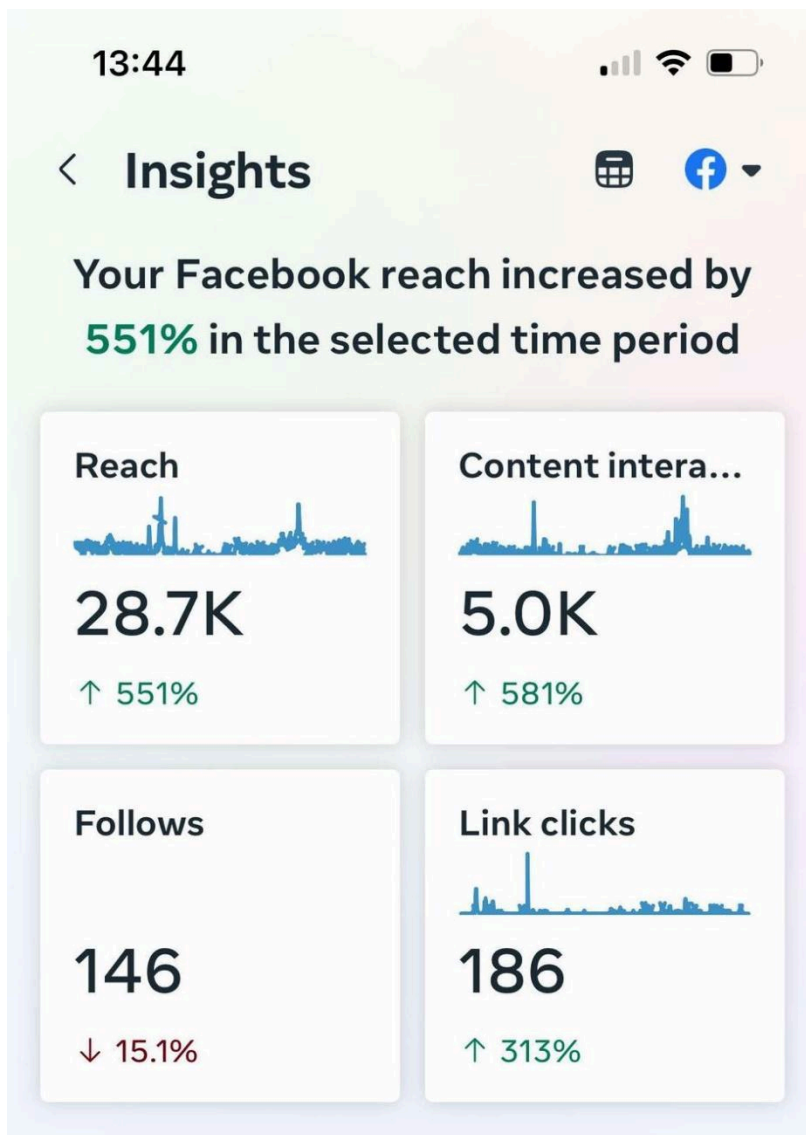 13:44
Insights
Your Facebook reach increased by
551% in the selected time period
Reach
28.7K
↑ 551%
Content intera...
5.0K
↑ 581%
Follows
146
↓ 15.1%
Link clicks
186
↑ 313%